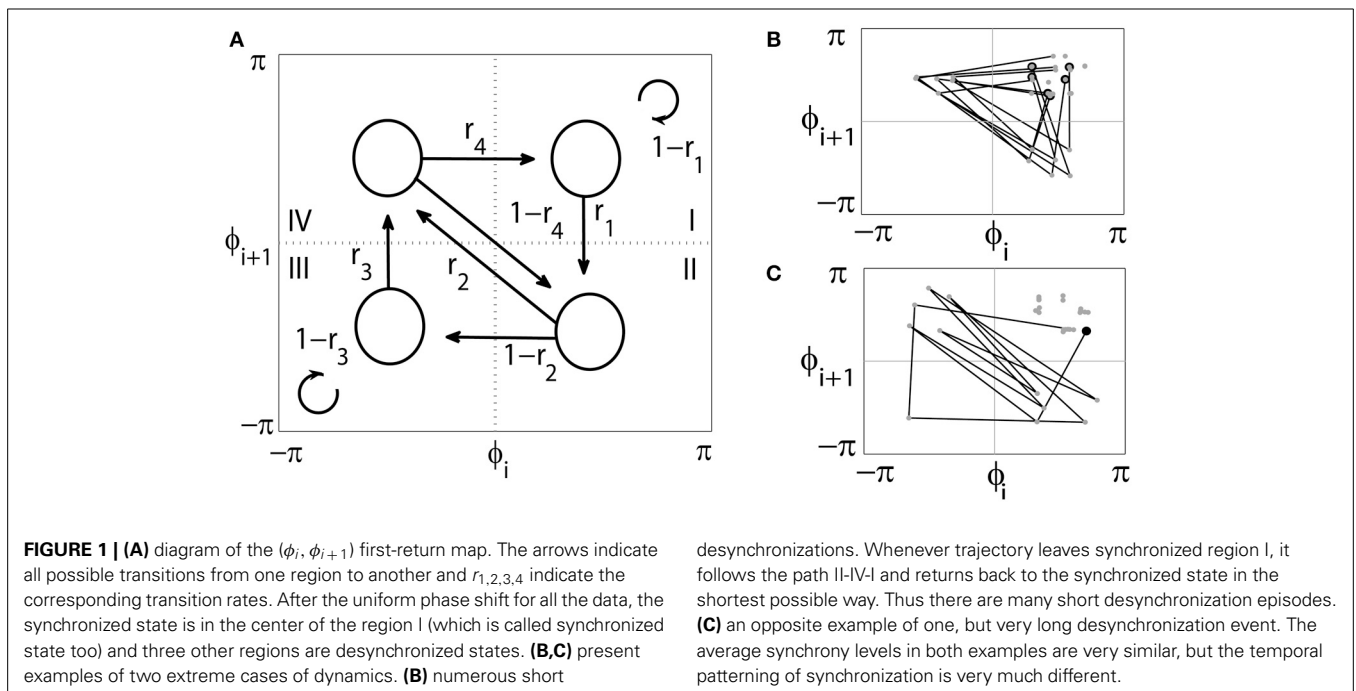 A
π
r₄
1−r₁
1−r₄
r₁
IV
I
ϕᵢ₊₁
III
r₃
r₂
II
1−r₃
1−r₂
−π
−π
ϕᵢ
π
B
π
ϕᵢ₊₁
−π
−π
ϕᵢ
π
C
π
ϕᵢ₊₁
−π
−π
ϕᵢ
π
FIGURE 1 | (A) diagram of the (ϕᵢ, ϕᵢ₊₁) first-return map. The arrows indicate
all possible transitions from one region to another and r₁,₂,₃,₄ indicate the
corresponding transition rates. After the uniform phase shift for all the data, the
synchronized state is in the center of the region I (which is called synchronized
state too) and three other regions are desynchronized states. (B,C) present
examples of two extreme cases of dynamics. (B) numerous short
desynchronizations. Whenever trajectory leaves synchronized region I, it
follows the path II-IV-I and returns back to the synchronized state in the
shortest possible way. Thus there are many short desynchronization episodes.
(C) an opposite example of one, but very long desynchronization event. The
average synchrony levels in both examples are very similar, but the temporal
patterning of synchronization is very much different.